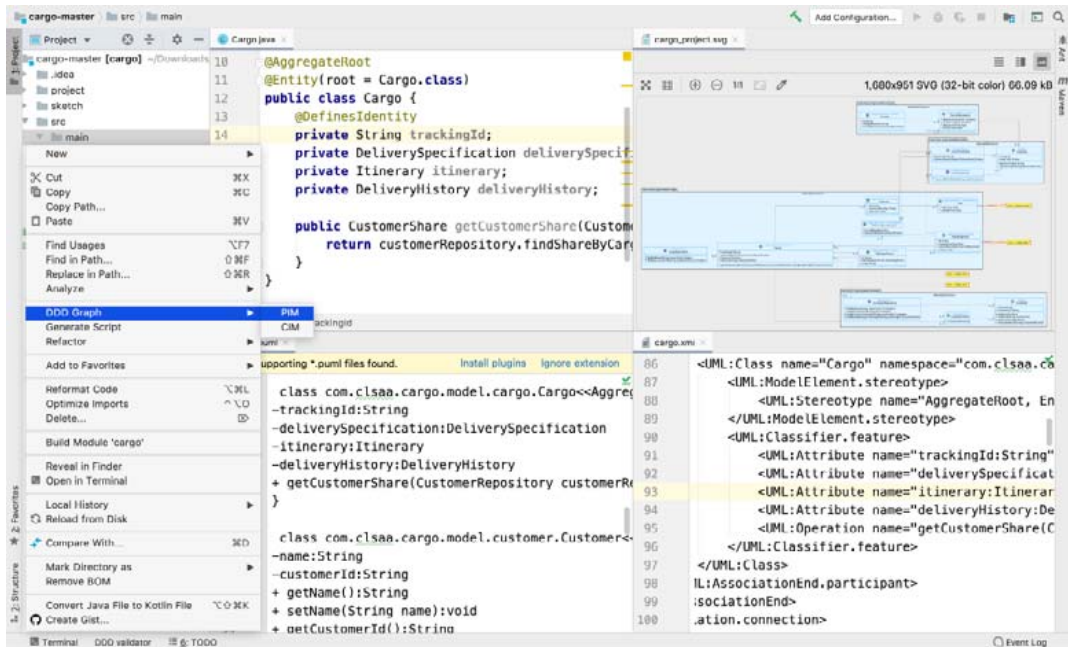 cargo-master src main
Add Configuration...
1: Project
Project
Cargo.java
cargo_project.svg
Ant
Maven
cargo-master [cargo] ~/Downloads
.idea
project
sketch
src
main
10 @AggregateRoot
11 @Entity(root = Cargo.class)
12 public class Cargo {
13 @DefinesIdentity
14 private String trackingId;
private DeliverySpecification deliverySpecif
private Itinerary itinerary;
private DeliveryHistory deliveryHistory;
public CustomerShare getCustomerShare(Custome
return customerRepository.findShareByCarg
}
}
1,680x951 SVG (32-bit color) 66.09 kB
1:1
New
Cut ⌘X
Copy ⌘C
Copy Path...
Paste ⌘V
Find Usages ⌥F7
Find in Path... ⇧⌘F
Replace in Path... ⇧⌘R
Analyze
DDD Graph
PIM
CIM
Generate Script
Refactor
Add to Favorites
Reformat Code ⌥⌘L
Optimize Imports ⌃⌥O
Delete... ⌦
Build Module 'cargo'
Reveal in Finder
Open in Terminal
Local History
Reload from Disk
Compare With... ⌘D
Mark Directory as
Remove BOM
Convert Java File to Kotlin File ⌥⇧⌘K
Create Gist...
2: Favorites
2: Structure
upporting *.puml files found. Install plugins Ignore extension
class com.clsaa.cargo.model.cargo.Cargo<<Aggreg
-trackingId:String
-deliverySpecification:DeliverySpecification
-itinerary:Itinerary
-deliveryHistory:DeliveryHistory
+ getCustomerShare(CustomerRepository customerRe
}
class com.clsaa.cargo.model.customer.Customer<<
-name:String
-customerId:String
+ getName():String
+ setName(String name):void
+ getCustomerId():String
cargo.xmi
86 <UML:Class name="Cargo" namespace="com.clsaa.ca
87 <UML:ModelElement.stereotype>
88 <UML:Stereotype name="AggregateRoot, En
89 </UML:ModelElement.stereotype>
90 <UML:Classifier.feature>
91 <UML:Attribute name="trackingId:String"
92 <UML:Attribute name="deliverySpecificat
93 <UML:Attribute name="itinerary:Itinerar
94 <UML:Attribute name="deliveryHistory:De
95 <UML:Operation name="getCustomerShare(C
96 </UML:Classifier.feature>
97 </UML:Class>
98 IL:AssociationEnd.participant>
99 sociationEnd>
100 .ation.connection>
Terminal DDD validator 6: TODO Event Log